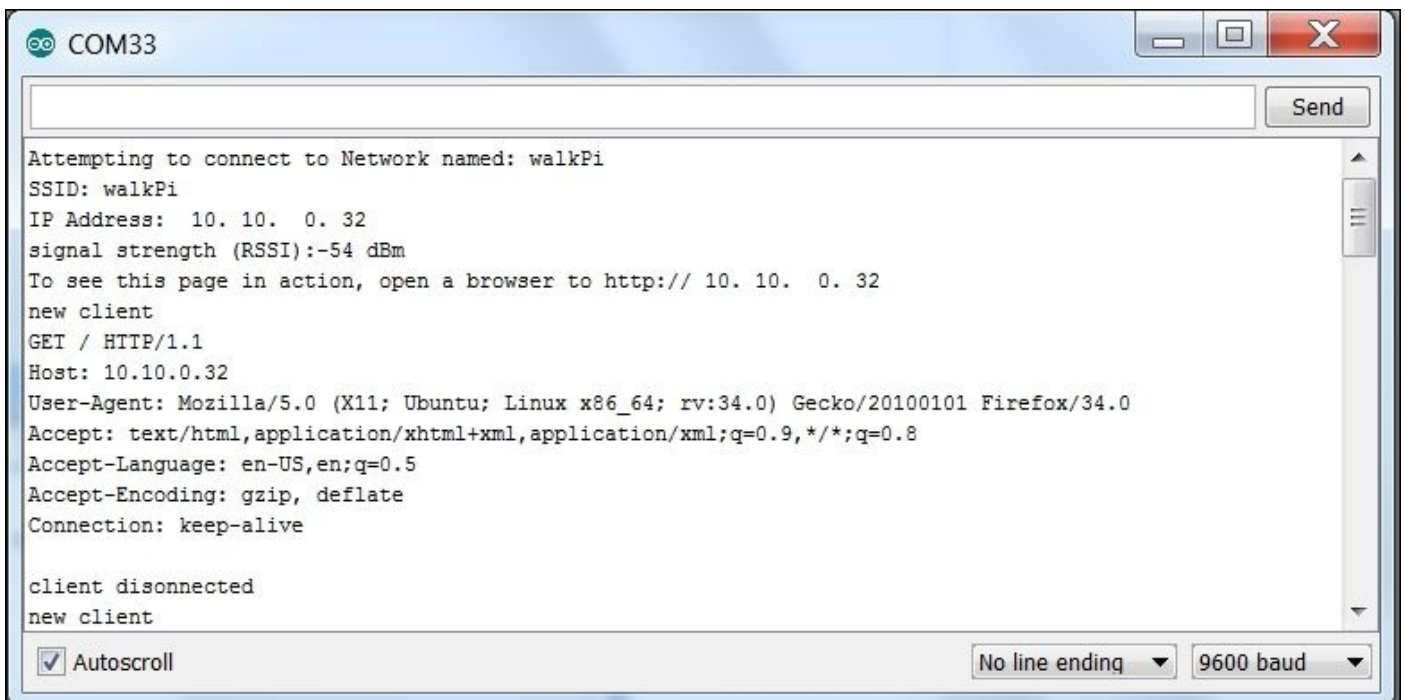 COM33
Send
Attempting to connect to Network named: walkPi
SSID: walkPi
IP Address:  10. 10.  0. 32
signal strength (RSSI):-54 dBm
To see this page in action, open a browser to http:// 10. 10.  0. 32
new client
GET / HTTP/1.1
Host: 10.10.0.32
User-Agent: Mozilla/5.0 (X11; Ubuntu; Linux x86_64; rv:34.0) Gecko/20100101 Firefox/34.0
Accept: text/html,application/xhtml+xml,application/xml;q=0.9,*/*;q=0.8
Accept-Language: en-US,en;q=0.5
Accept-Encoding: gzip, deflate
Connection: keep-alive
client disonnected
new client
Autoscroll
No line ending
9600 baud